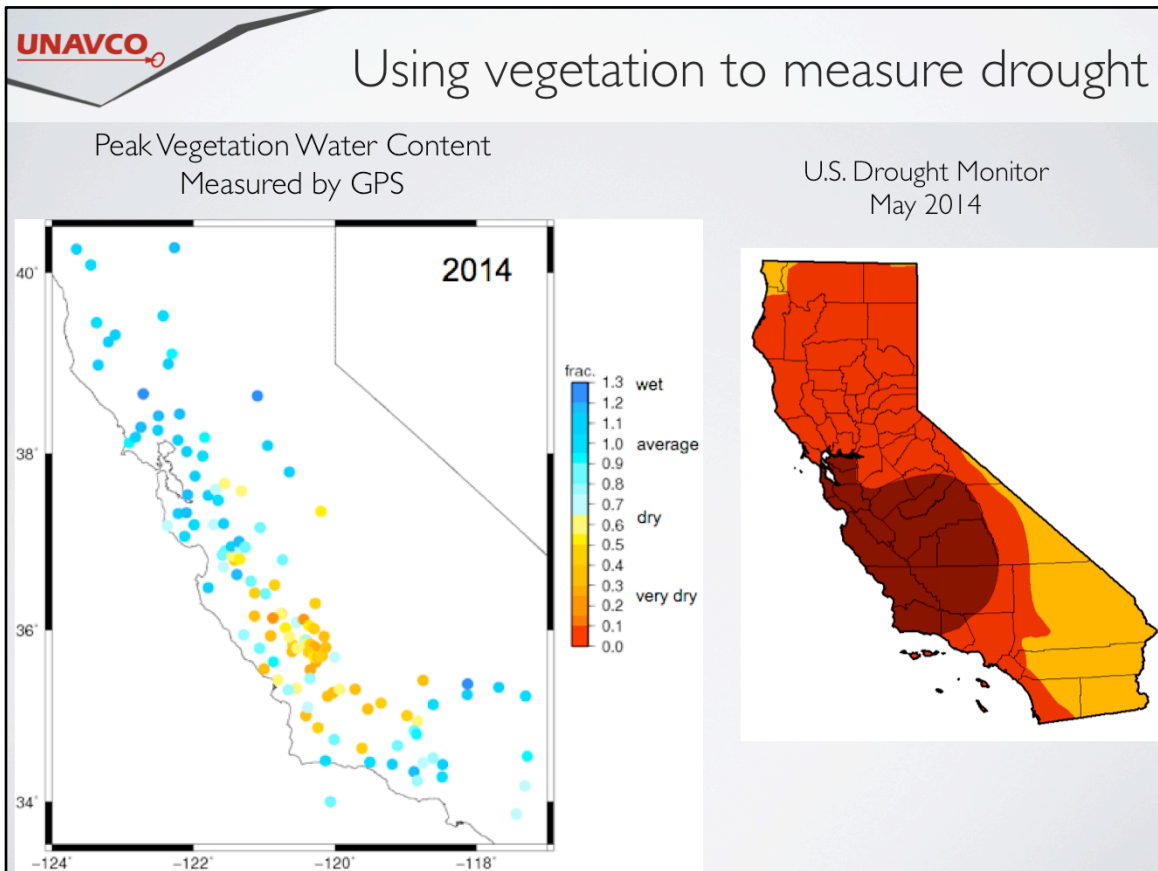 UNAVCO
Using vegetation to measure drought
Peak Vegetation Water Content
Measured by GPS
U.S. Drought Monitor
May 2014
2014
40°
38°
36°
34°
−124°
−122°
−120°
−118°
frac.
1.3 wet
1.2
1.1
1.0 average
0.9
0.8
0.7
0.6 dry
0.5
0.4
0.3
0.2 very dry
0.1
0.0